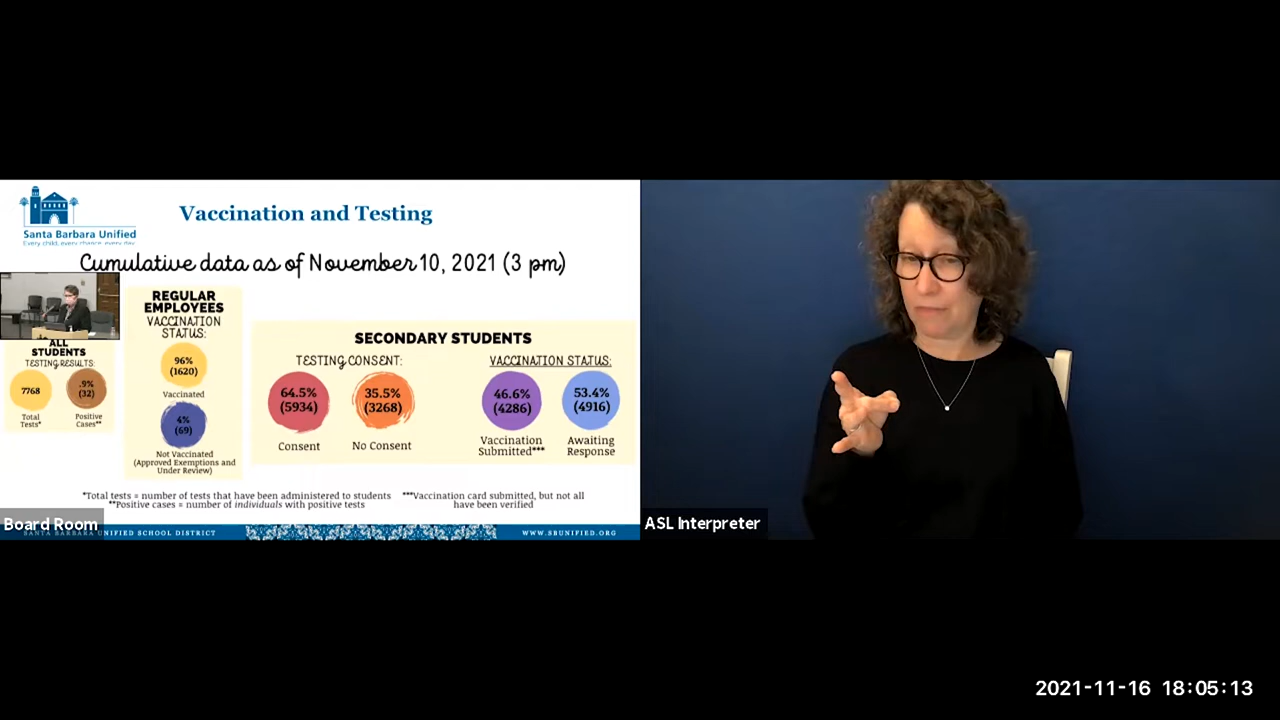 Vaccination and Testing
Santa Barbara Unified
Every child, every chance, every day
Cumulative data as of November 10, 2021 (3 pm)
ALL
STUDENTS
TESTING RESULTS:
7768
.9%
(32)
Total
Tests*
Positive
Cases**
REGULAR
EMPLOYEES
VACCINATION
STATUS:
96%
(1620)
Vaccinated
4%
(69)
Not Vaccinated
(Approved Exemptions and
Under Review)
SECONDARY STUDENTS
TESTING CONSENT:
64.5%
(5934)
Consent
35.5%
(3268)
No Consent
VACCINATION STATUS:
46.6%
(4286)
Vaccination
Submitted***
53.4%
(4916)
Awaiting
Response
*Total tests = number of tests that have been administered to students
**Positive cases = number of individuals with positive tests
***Vaccination card submitted, but not all
have been verified
Board Room
SANTA BARBARA UNIFIED SCHOOL DISTRICT
WWW.SBUNIFIED.ORG
ASL Interpreter
2021-11-16 18:05:13